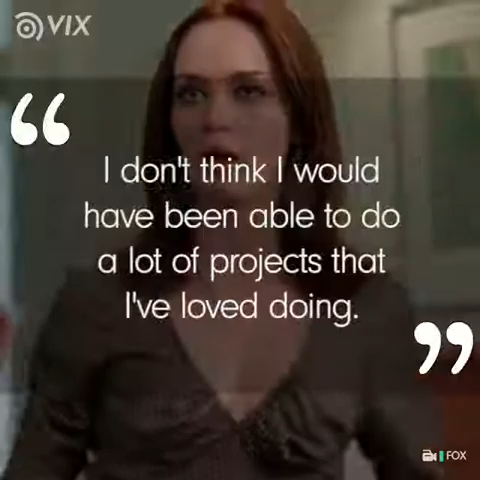 VIX
“
I don't think I would
have been able to do
a lot of projects that
I've loved doing.
”
FOX